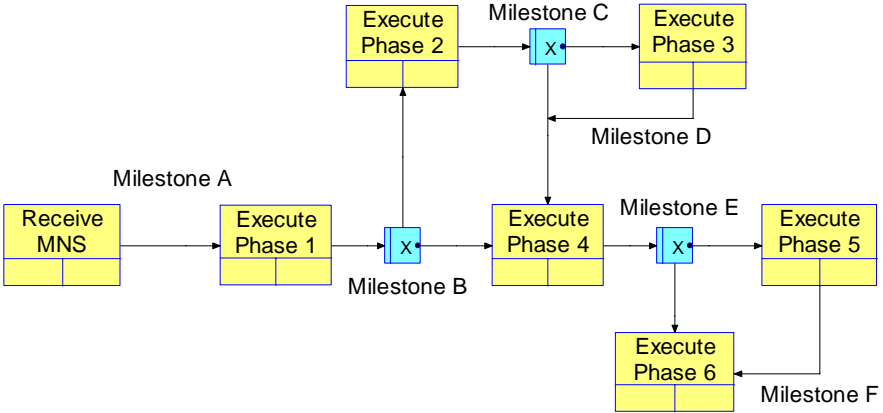 Milestone C
Execute
Phase 2
X
Execute
Phase 3
Milestone D
Milestone A
Receive
MNS
Execute
Phase 1
X
Milestone B
Execute
Phase 4
Milestone E
X
Execute
Phase 5
Execute
Phase 6
Milestone F